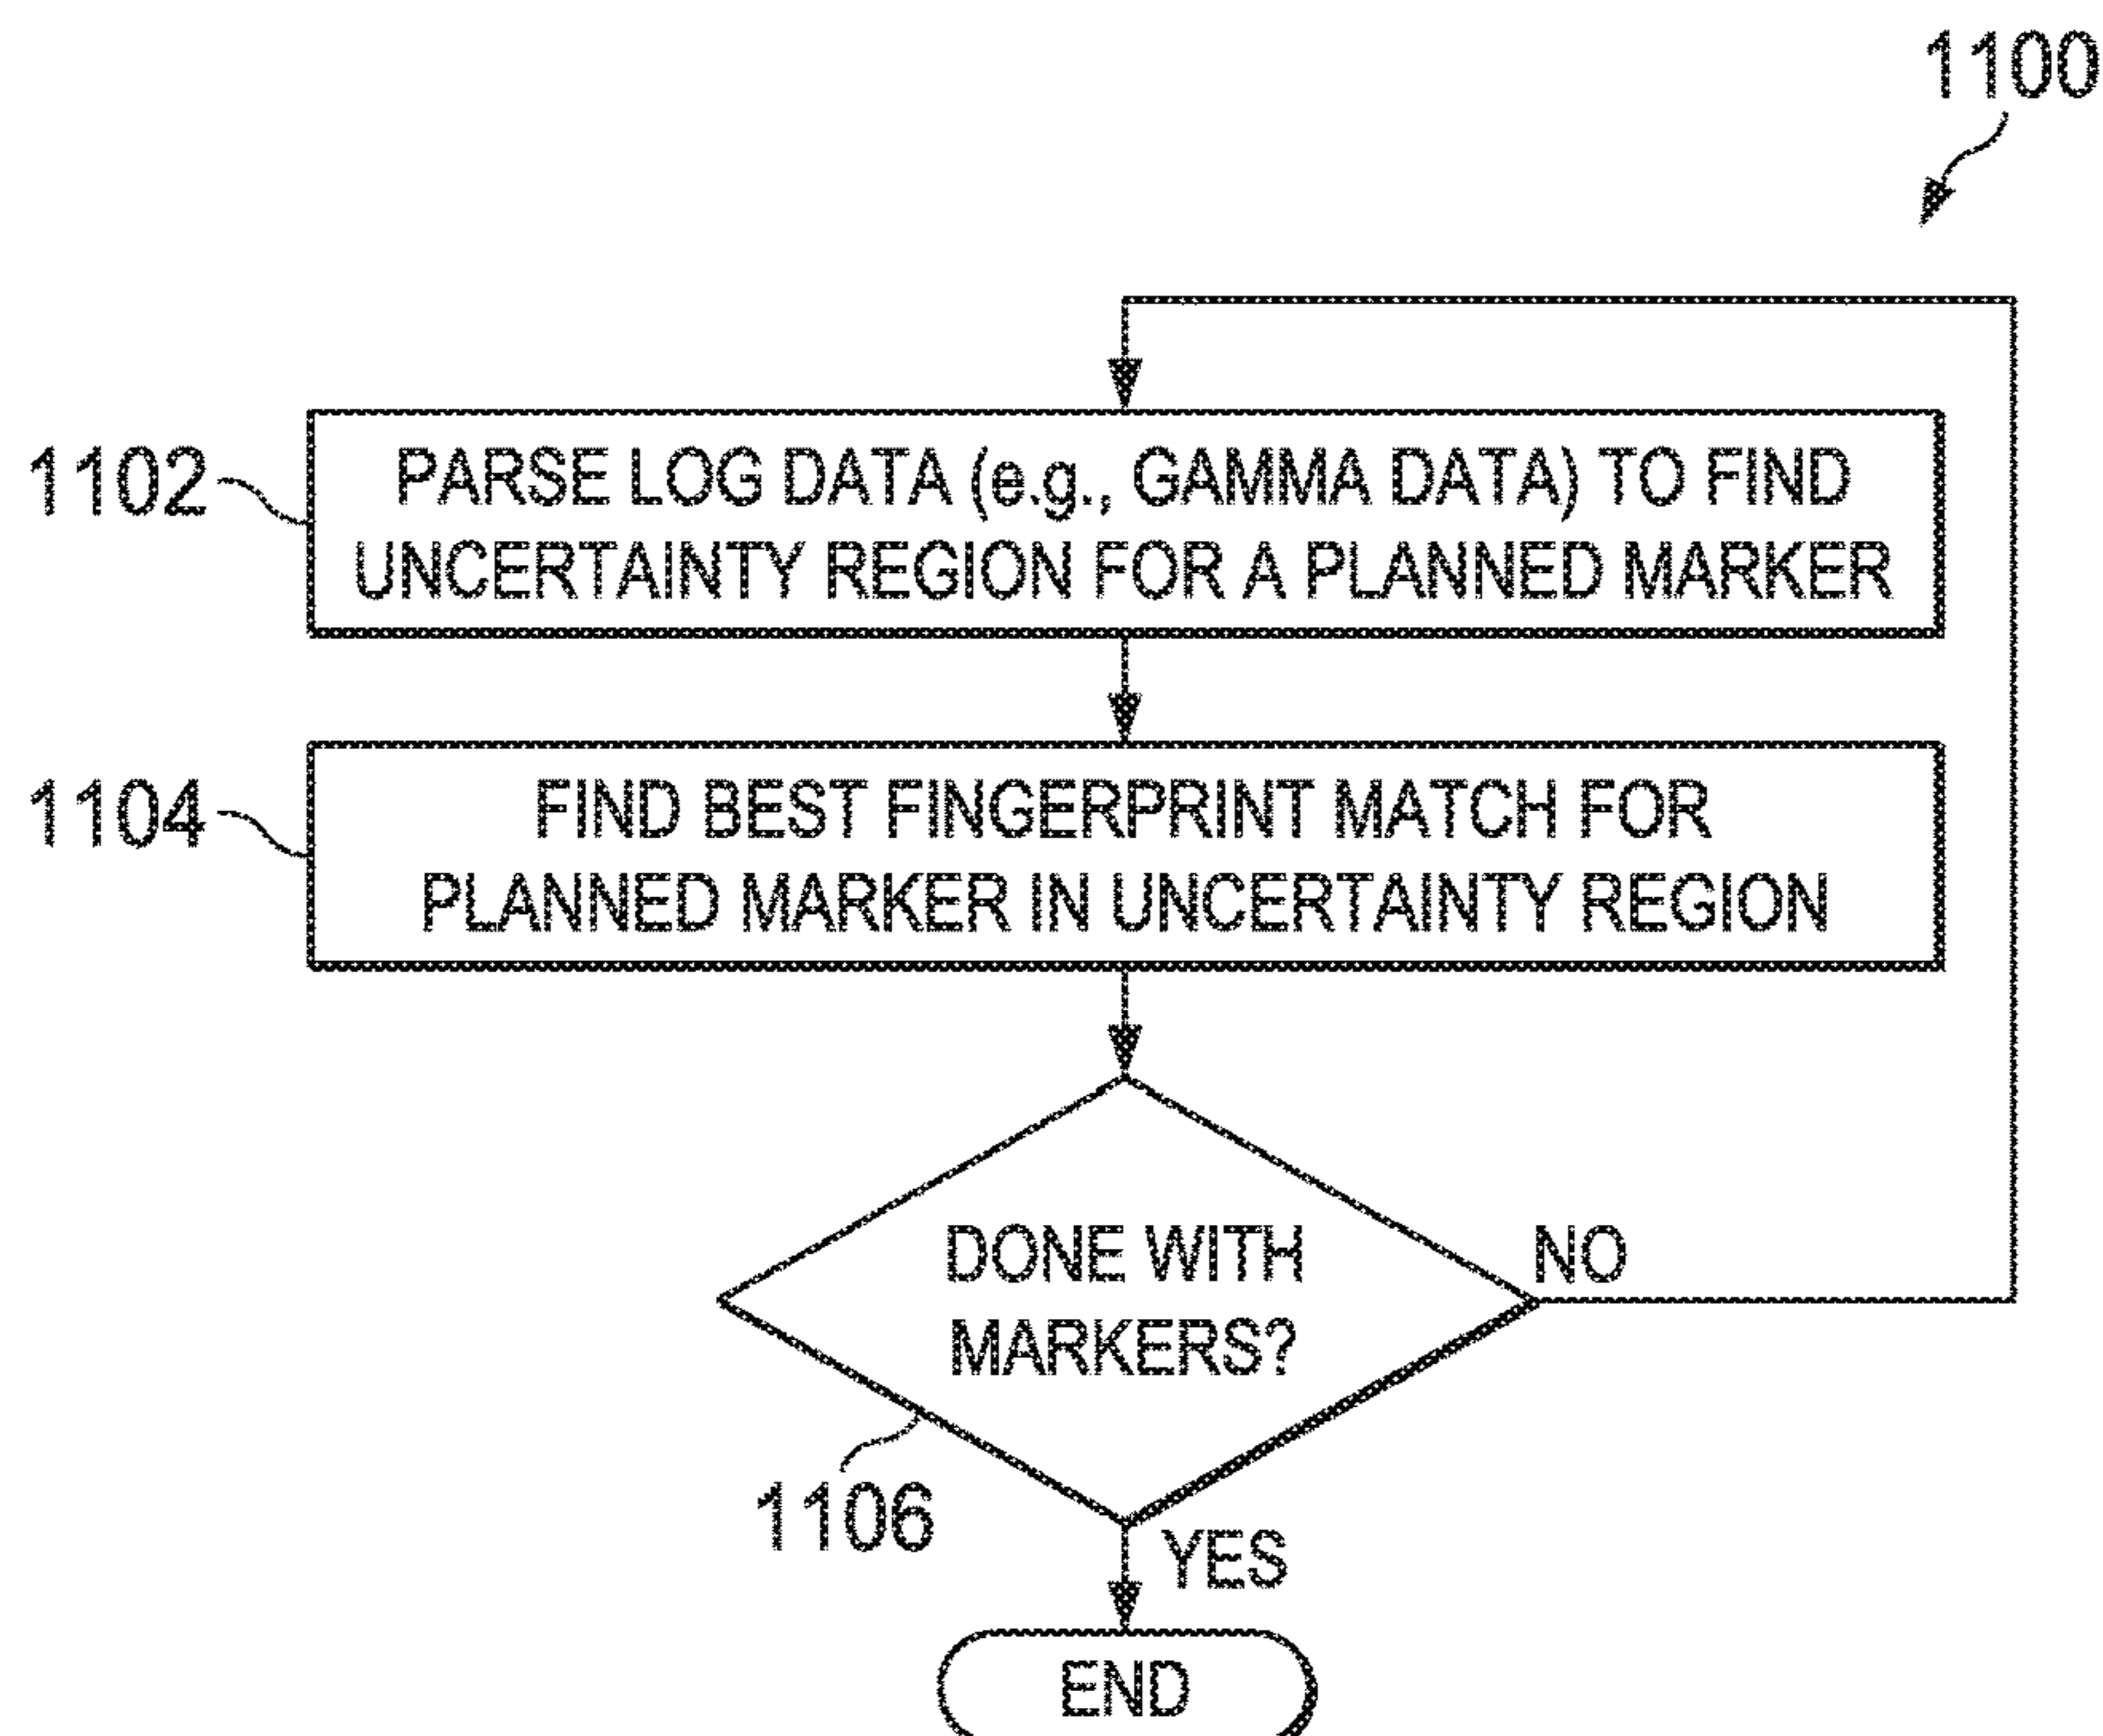 1100
1102
PARSE LOG DATA (e.g., GAMMA DATA) TO FIND
UNCERTAINTY REGION FOR A PLANNED MARKER
1104
FIND BEST FINGERPRINT MATCH FOR
PLANNED MARKER IN UNCERTAINTY REGION
DONE WITH
MARKERS?
NO
1106
YES
END